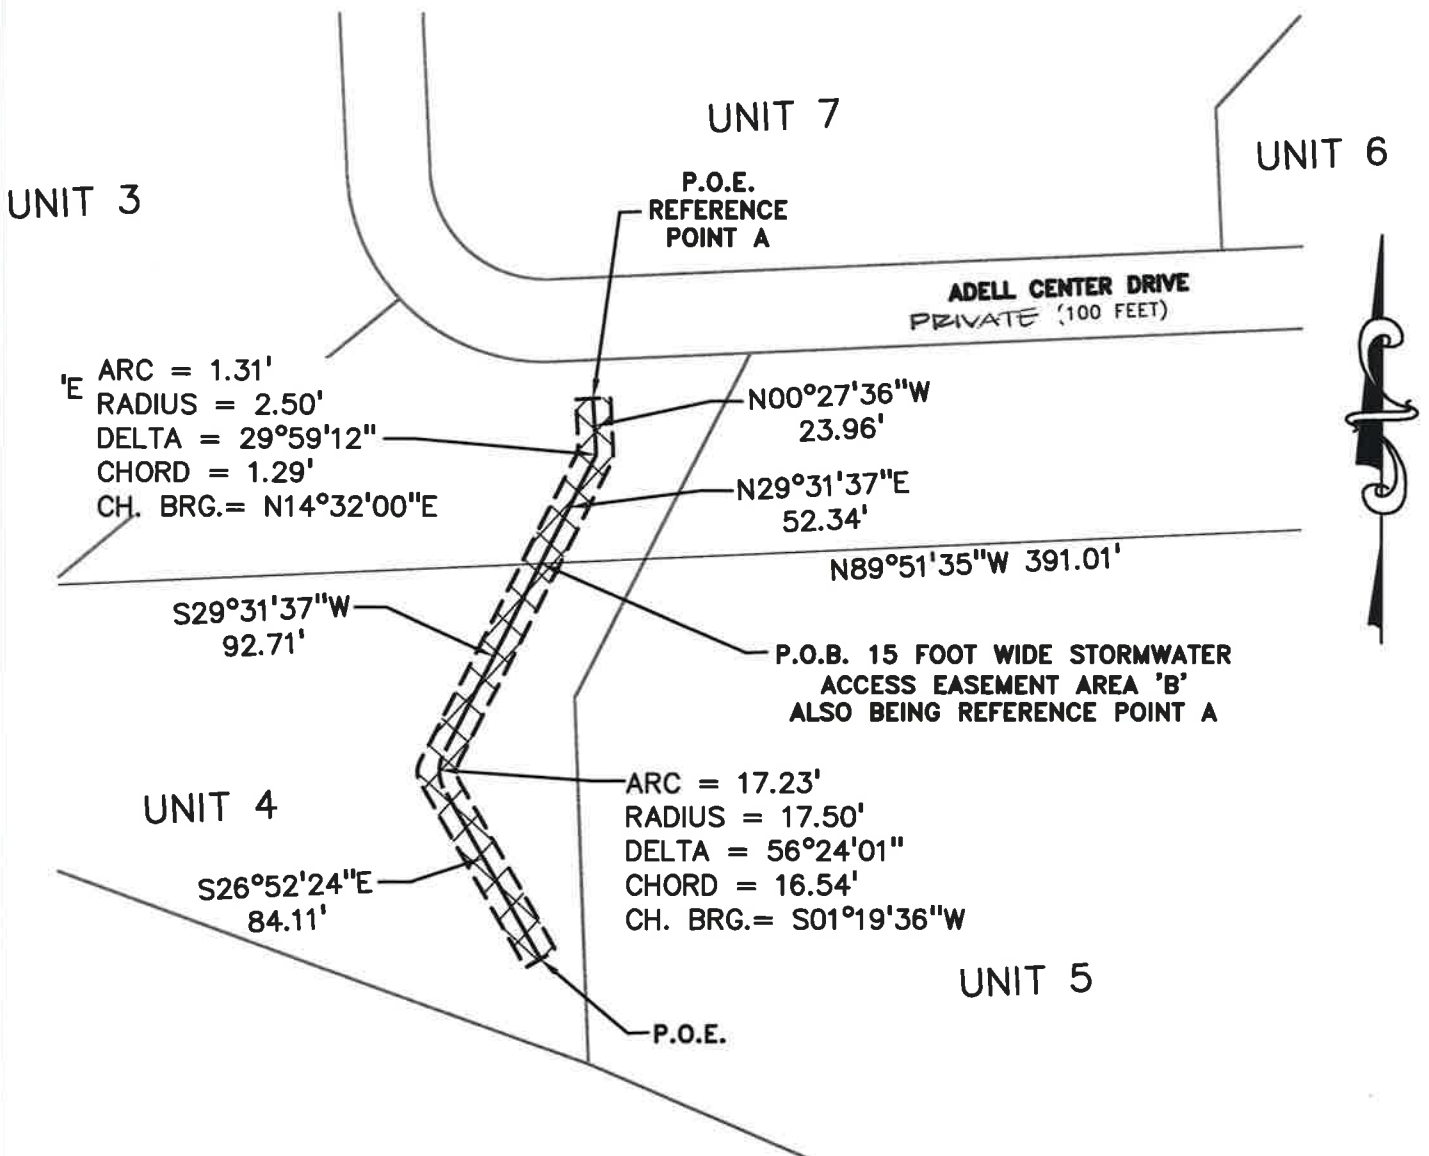 UNIT 7
UNIT 6
UNIT 3
P.O.E.
REFERENCE
POINT A
ADELL CENTER DRIVE
PRIVATE (100 FEET)
'E
ARC = 1.31'
RADIUS = 2.50'
DELTA = 29°59'12"
CHORD = 1.29'
CH. BRG.= N14°32'00"E
N00°27'36"W
23.96'
N29°31'37"E
52.34'
N89°51'35"W 391.01'
S29°31'37"W
92.71'
P.O.B. 15 FOOT WIDE STORMWATER
ACCESS EASEMENT AREA 'B'
ALSO BEING REFERENCE POINT A
UNIT 4
ARC = 17.23'
RADIUS = 17.50'
DELTA = 56°24'01"
CHORD = 16.54'
CH. BRG.= S01°19'36"W
S26°52'24"E
84.11'
UNIT 5
P.O.E.